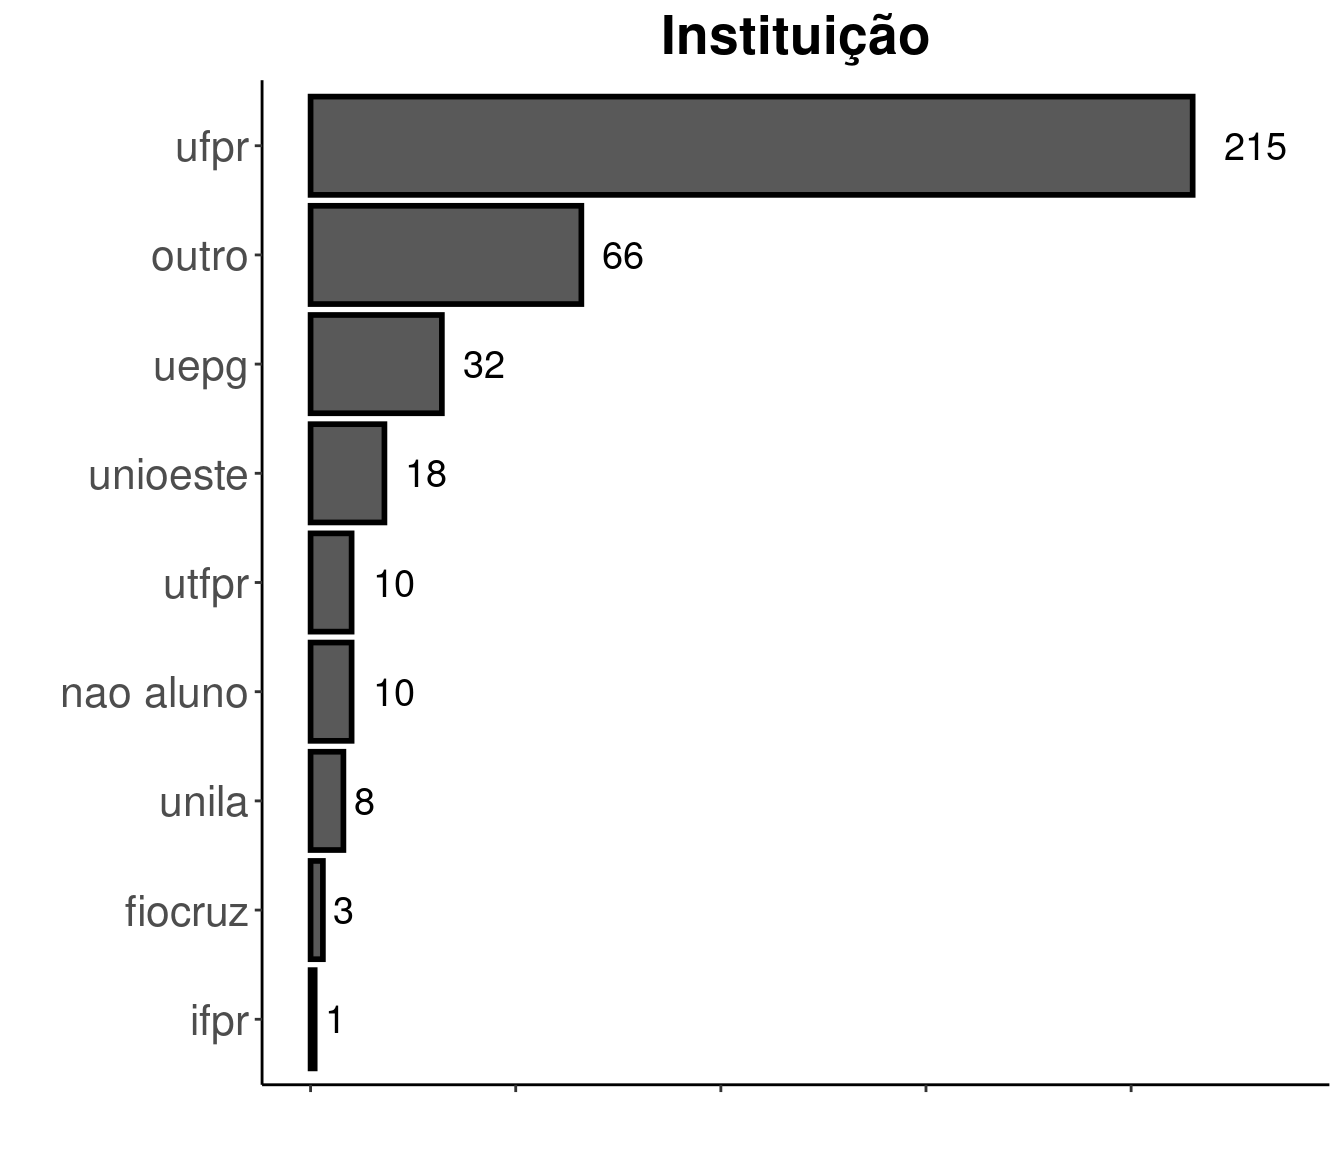 Instituição
ufpr 215
outro 66
uepg 32
unioeste 18
utfpr 10
nao aluno 10
unila 8
fiocruz 3
ifpr 1